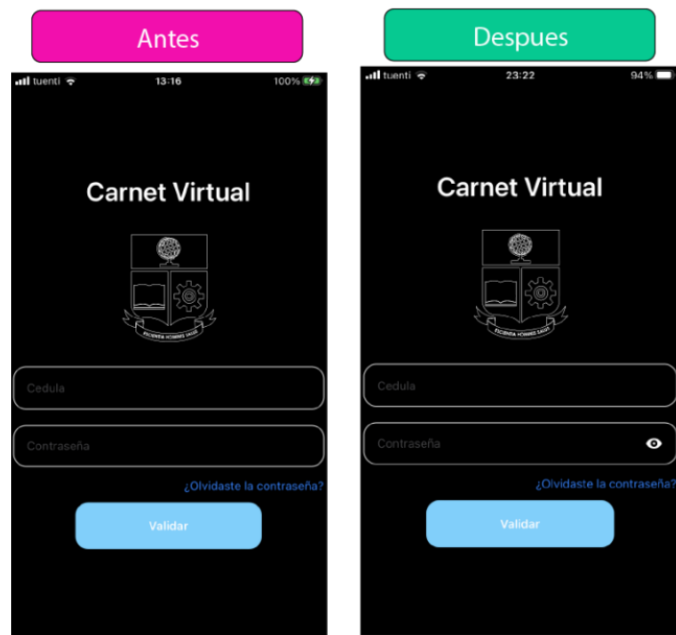 Antes
tuenti 13:16 100%
Carnet Virtual
Cedula
Contraseña
¿Olvidaste la contraseña?
Validar
Despues
tuenti 23:22 94%
Carnet Virtual
Cedula
Contraseña
¿Olvidaste la contraseña?
Validar